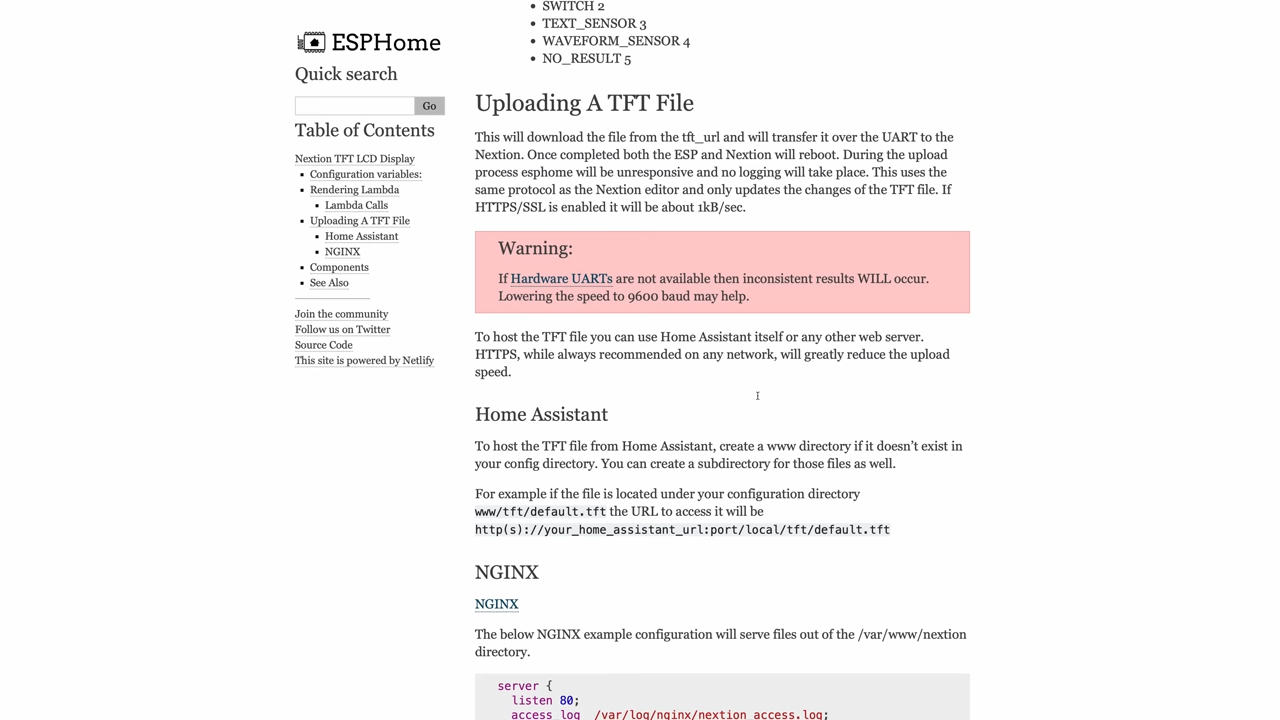 ESPHome
Quick search
Go
Table of Contents
Nextion TFT LCD Display
Configuration variables:
Rendering Lambda
Lambda Calls
Uploading A TFT File
Home Assistant
NGINX
Components
See Also
Join the community
Follow us on Twitter
Source Code
This site is powered by Netlify
SWITCH 2
TEXT_SENSOR 3
WAVEFORM_SENSOR 4
NO_RESULT 5
Uploading A TFT File
This will download the file from the tft_url and will transfer it over the UART to the
Nextion. Once completed both the ESP and Nextion will reboot. During the upload
process esphome will be unresponsive and no logging will take place. This uses the
same protocol as the Nextion editor and only updates the changes of the TFT file. If
HTTPS/SSL is enabled it will be about 1kB/sec.
Warning:
If Hardware UARTs are not available then inconsistent results WILL occur.
Lowering the speed to 9600 baud may help.
To host the TFT file you can use Home Assistant itself or any other web server.
HTTPS, while always recommended on any network, will greatly reduce the upload
speed.
Home Assistant
To host the TFT file from Home Assistant, create a www directory if it doesn’t exist in
your config directory. You can create a subdirectory for those files as well.
For example if the file is located under your configuration directory
www/tft/default.tft the URL to access it will be
http(s)://your_home_assistant_url:port/local/tft/default.tft
NGINX
NGINX
The below NGINX example configuration will serve files out of the /var/www/nextion
directory.
server {
listen 80;
access_log /var/log/nginx/nextion_access.log;